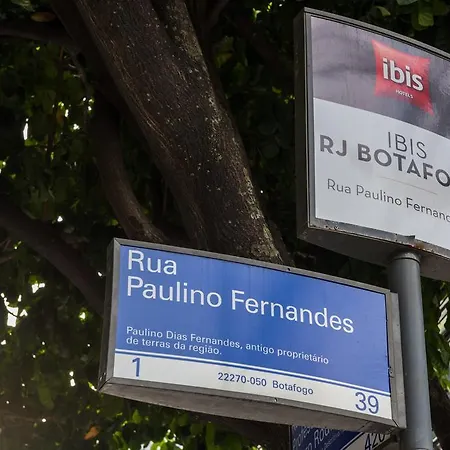 ibis
HOTELS
IBIS
RJ BOTAFO
Rua Paulino Fernand
Rua
Paulino Fernandes
Paulino Dias Fernandes, antigo proprietário
de terras da região.
1
22270-050 Botafogo
39